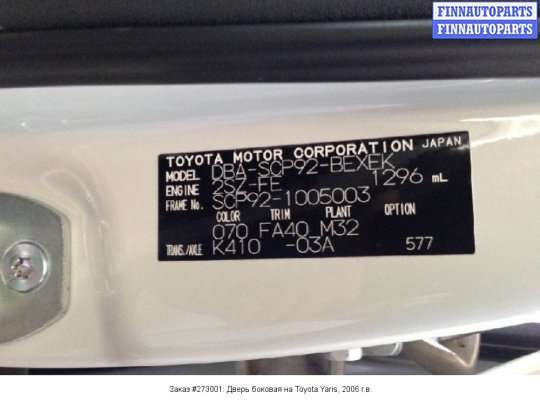 FINNAUTOPARTS
FINNAUTOPARTS
TOYOTA MOTOR CORPORATION JAPAN
MODEL DBA-SCP92-BEXEK
ENGINE 2SZ-FE 1296 mL
FRAME No. SCP92-1005003
COLOR TRIM PLANT OPTION
070 FA40 M32
TRANS./AXLE K410 -03A 577
Заказ #273001: Дверь боковая на Toyota Yaris, 2006 г.в.